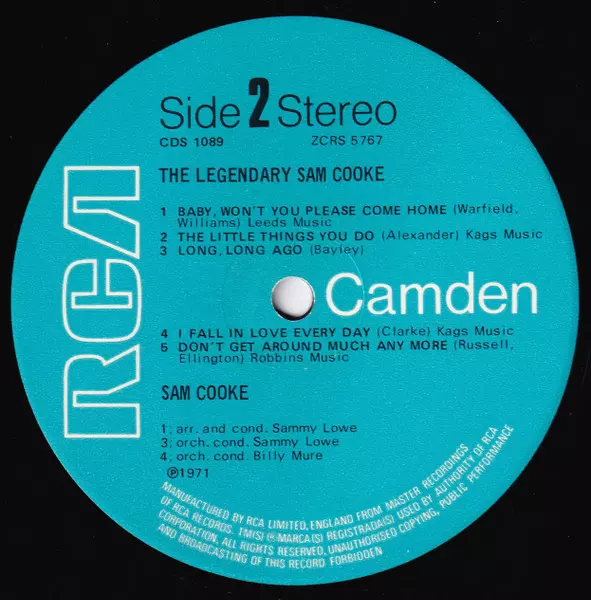 Side 2 Stereo
CDS 1089 ZCRS 5767
THE LEGENDARY SAM COOKE
1 BABY, WON'T YOU PLEASE COME HOME (Warfield,
Williams) Leeds Music
2 THE LITTLE THINGS YOU DO (Alexander) Kags Music
3 LONG, LONG AGO (Bayley)
RCA
Camden
4 I FALL IN LOVE EVERY DAY (Clarke) Kags Music
5 DON'T GET AROUND MUCH ANY MORE (Russell,
Ellington) Robbins Music
SAM COOKE
1; arr. and cond. Sammy Lowe
3; orch. cond. Sammy Lowe
4; orch. cond. Billy Mure
℗1971
MANUFACTURED BY RCA LIMITED, ENGLAND FROM MASTER RECORDINGS
OF RCA RECORDS. TM(S) ® MARCA(S) REGISTRADA(S) USED BY AUTHORITY OF RCA
CORPORATION, ALL RIGHTS RESERVED, UNAUTHORISED COPYING, PUBLIC PERFORMANCE
AND BROADCASTING OF THIS RECORD FORBIDDEN